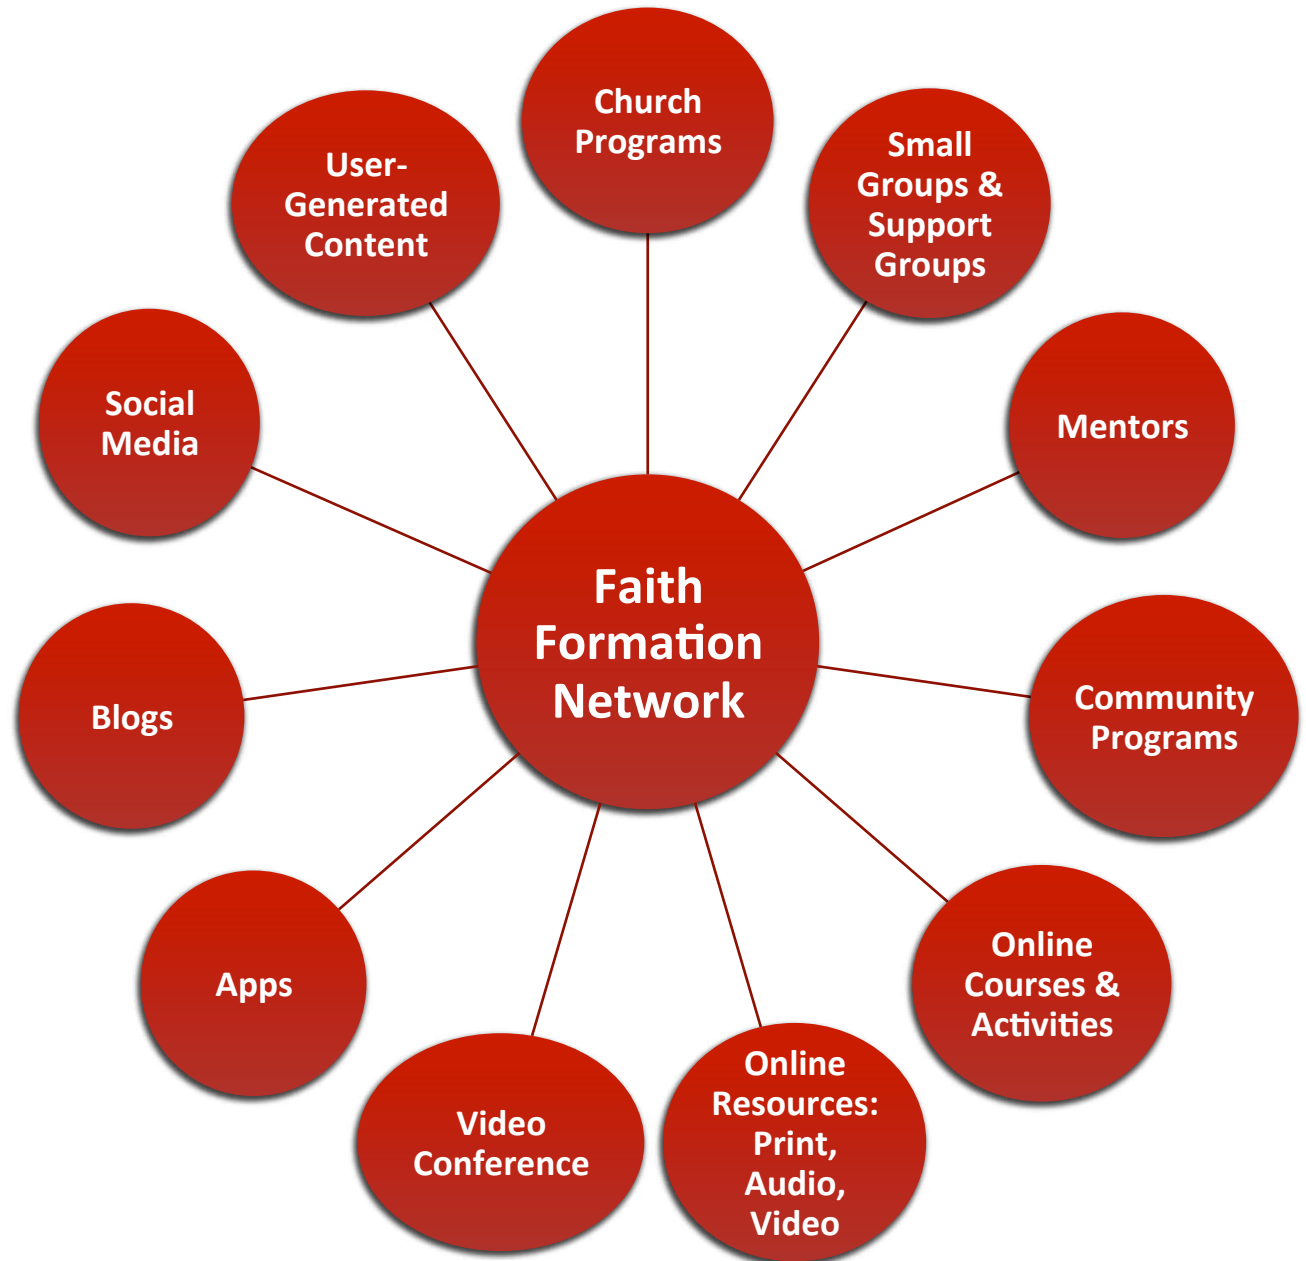 Church
Programs
Small
Groups &
Support
Groups
Mentors
Community
Programs
Online
Courses &
Activities
Online
Resources:
Print,
Audio,
Video
Video
Conference
Apps
Blogs
Social
Media
User-
Generated
Content
Faith
Formation
Network